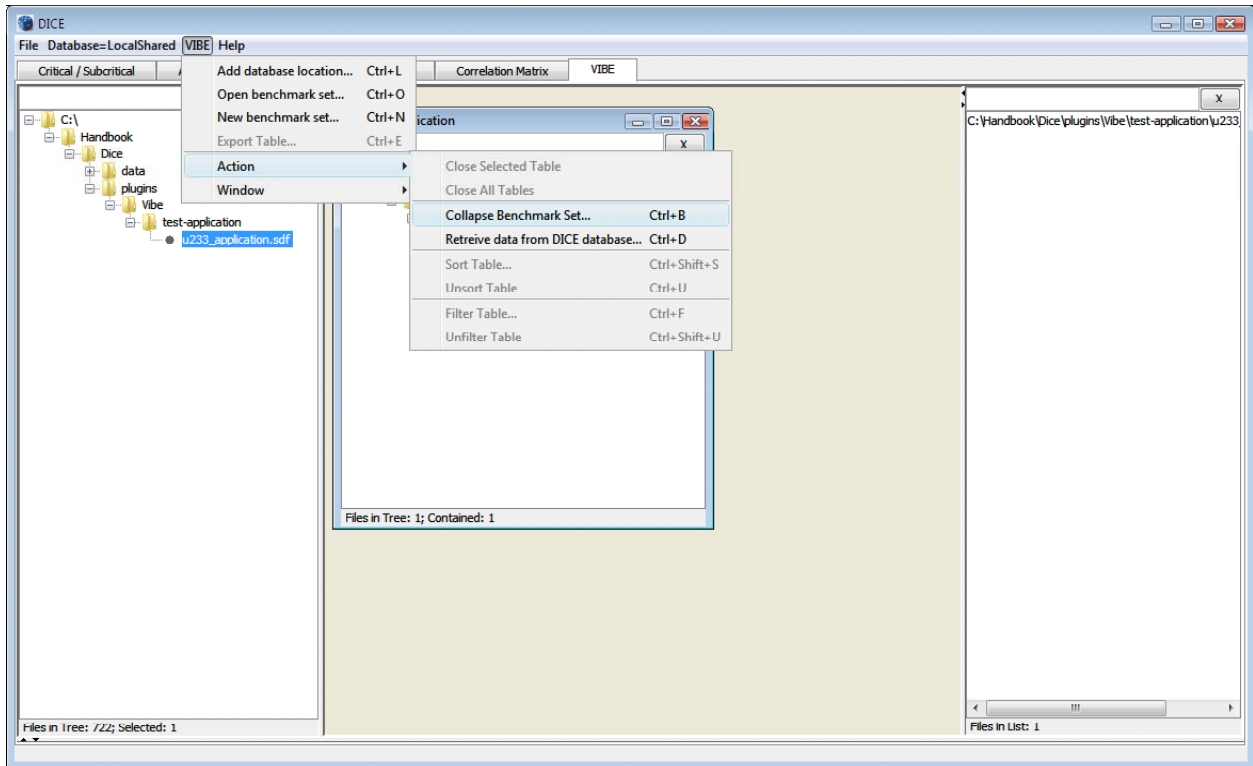 DICE
File Database=LocalShared VIBE Help
Critical / Subcritical
Correlation Matrix
VIBE
Add database location... Ctrl+L
Open benchmark set... Ctrl+O
New benchmark set... Ctrl+N
Export Table... Ctrl+E
Action
Window
Close Selected Table
Close All Tables
Collapse Benchmark Set... Ctrl+B
Retreive data from DICE database... Ctrl+D
Sort Table... Ctrl+Shift+S
Unsort Table Ctrl+U
Filter Table... Ctrl+F
Unfilter Table Ctrl+Shift+U
C:\
Handbook
Dice
data
plugins
Vibe
test-application
u233_application.sdf
Files in Tree: 722; Selected: 1
ication
X
Files in Tree: 1; Contained: 1
X
C:\Handbook\Dice\plugins\Vibe\test-application\u233_
Files in List: 1